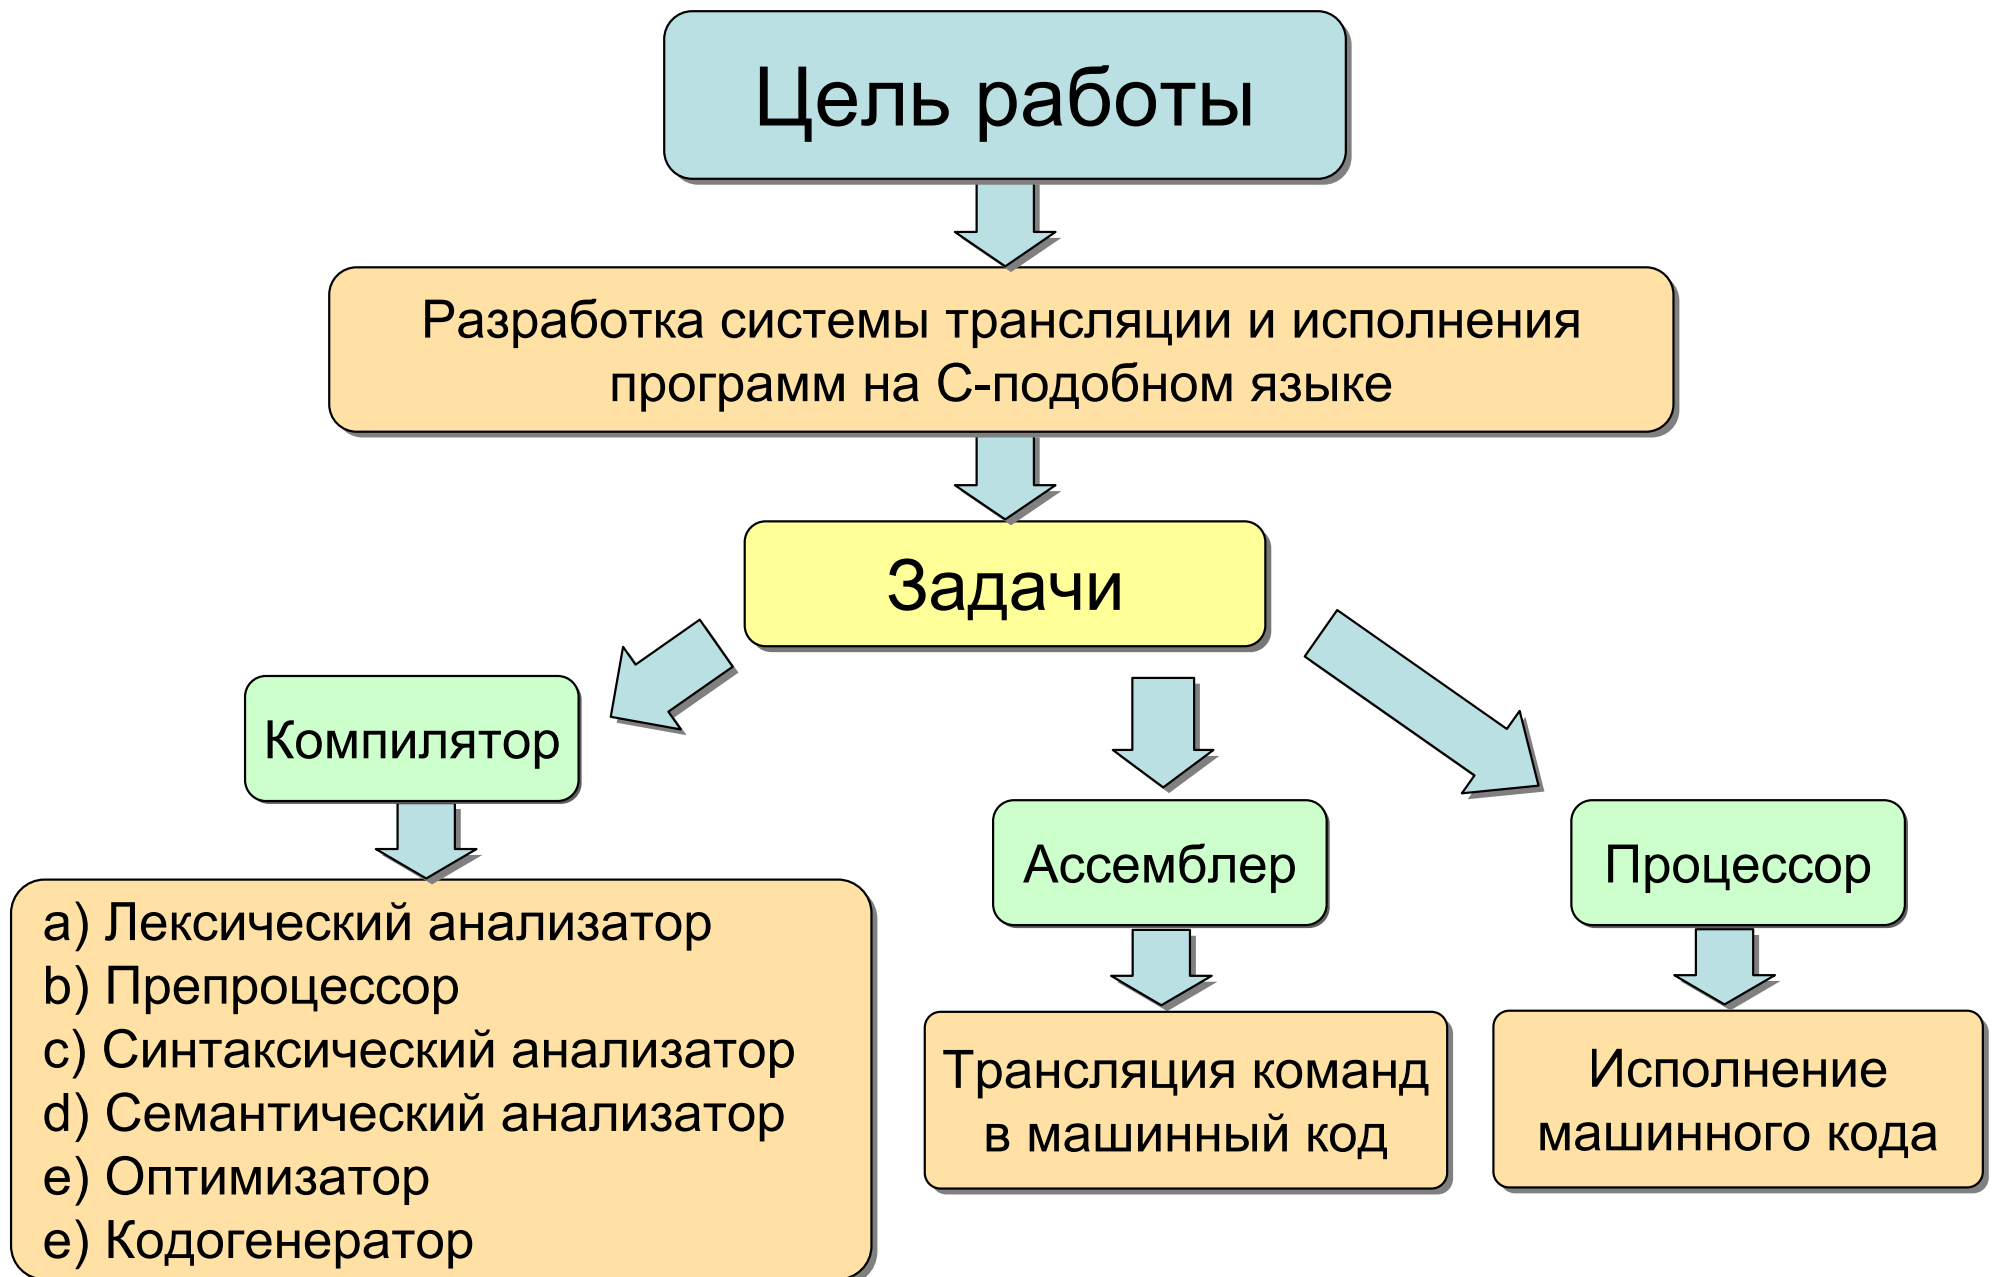 Цель работы
Разработка системы трансляции и исполнения
программ на С-подобном языке
Задачи
Компилятор
a) Лексический анализатор
b) Препроцессор
c) Синтаксический анализатор
d) Семантический анализатор
e) Оптимизатор
e) Кодогенератор
Ассемблер
Трансляция команд
в машинный код
Процессор
Исполнение
машинного кода